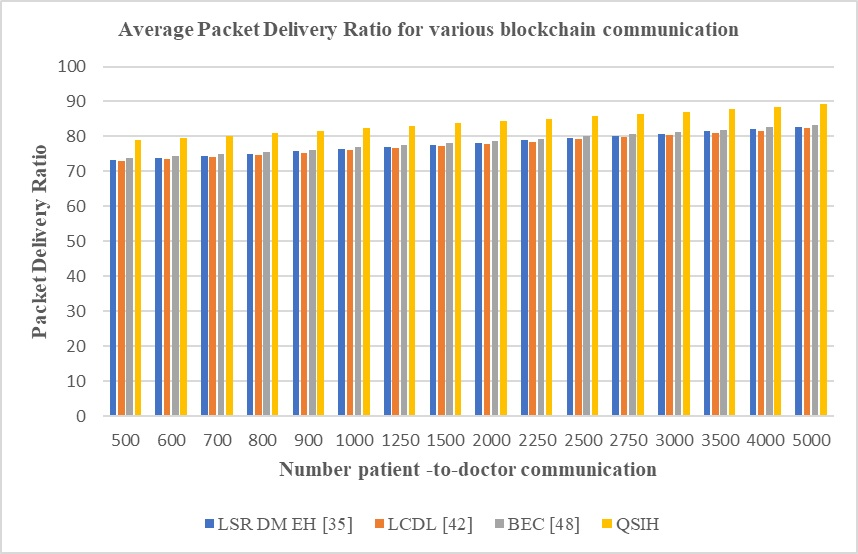 Average Packet Delivery Ratio for various blockchain communication
Packet Delivery Ratio
100
90
80
70
60
50
40
30
20
10
0
500 600 700 800 900 1000 1250 1500 2000 2250 2500 2750 3000 3500 4000 5000
Number patient -to-doctor communication
LSR DM EH [35] LCDL [42] BEC [48] QSIH